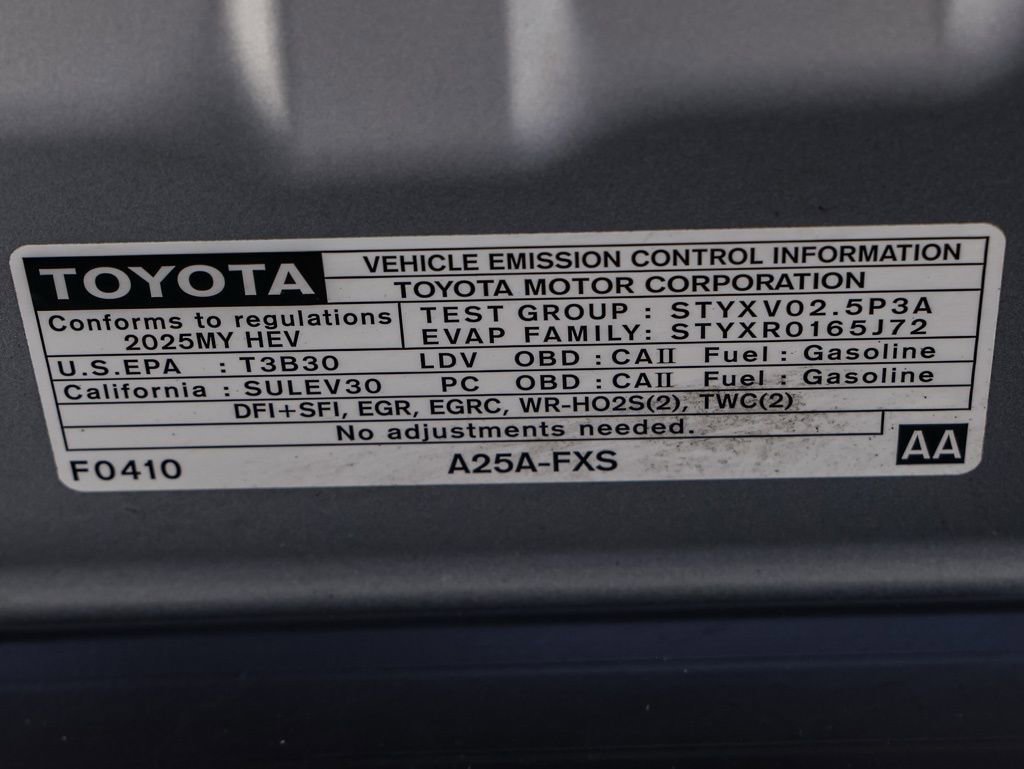 TOYOTA
VEHICLE EMISSION CONTROL INFORMATION
TOYOTA MOTOR CORPORATION
Conforms to regulations
2025MY HEV
TEST GROUP : STYXV02.5P3A
EVAP FAMILY: STYXR0165J72
U.S.EPA : T3B30 LDV OBD : CAII Fuel : Gasoline
California : SULEV30 PC OBD : CAII Fuel : Gasoline
DFI+SFI, EGR, EGRC, WR-HO2S(2), TWC(2)
No adjustments needed.
F0410 A25A-FXS AA